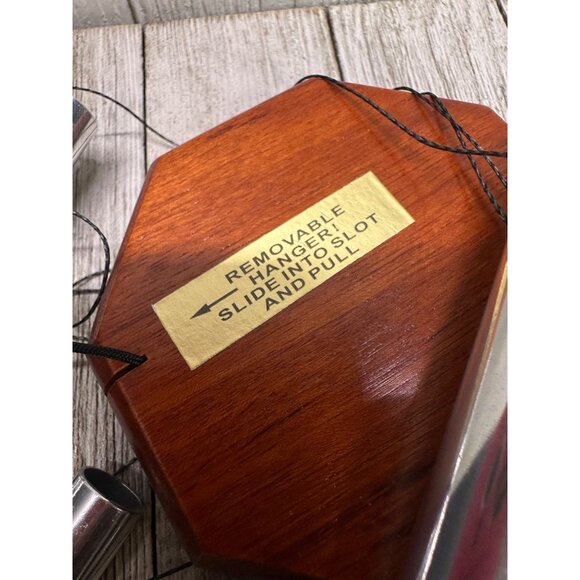 REMOVABLE
HANGER!
SLIDE INTO SLOT
AND PULL